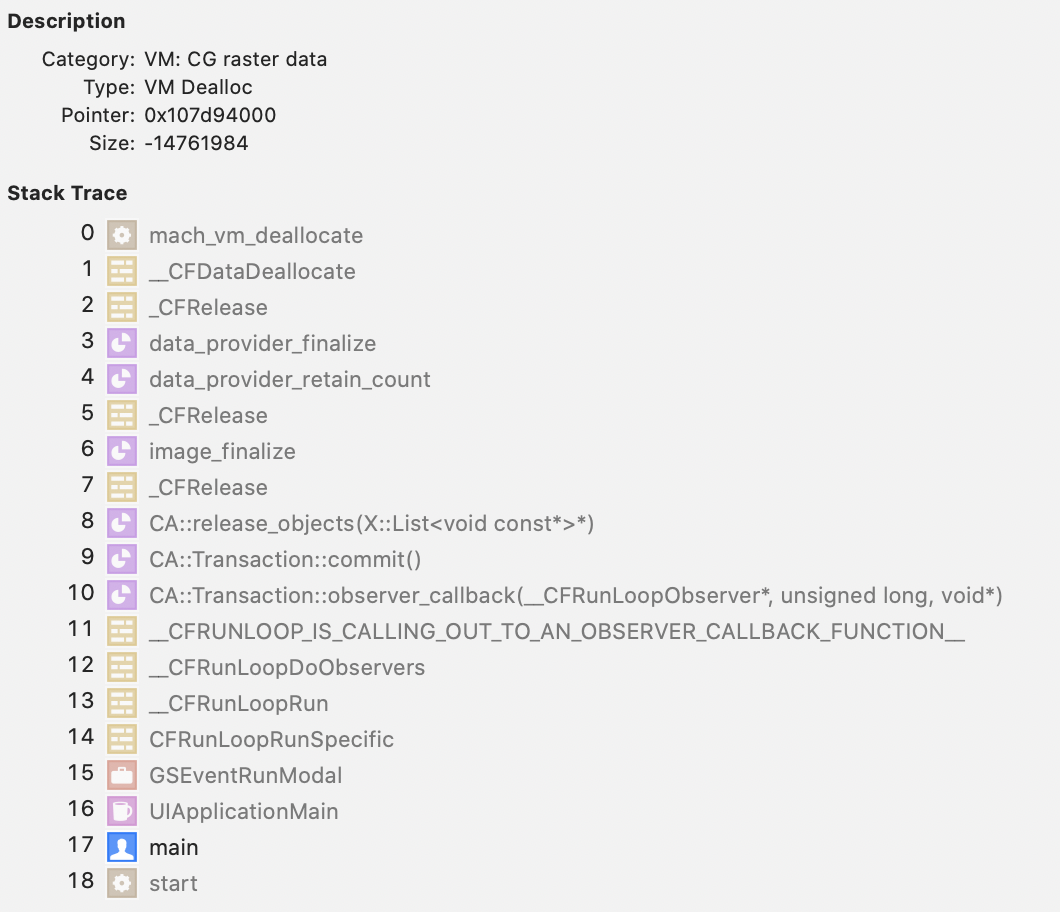 Description
Category: VM: CG raster data
Type: VM Dealloc
Pointer: 0x107d94000
Size: -14761984
Stack Trace
0 mach_vm_deallocate
1 __CFDataDeallocate
2 _CFRelease
3 data_provider_finalize
4 data_provider_retain_count
5 _CFRelease
6 image_finalize
7 _CFRelease
8 CA::release_objects(X::List<void const*>*)
9 CA::Transaction::commit()
10 CA::Transaction::observer_callback(__CFRunLoopObserver*, unsigned long, void*)
11 __CFRUNLOOP_IS_CALLING_OUT_TO_AN_OBSERVER_CALLBACK_FUNCTION__
12 __CFRunLoopDoObservers
13 __CFRunLoopRun
14 CFRunLoopRunSpecific
15 GSEventRunModal
16 UIApplicationMain
17 main
18 start